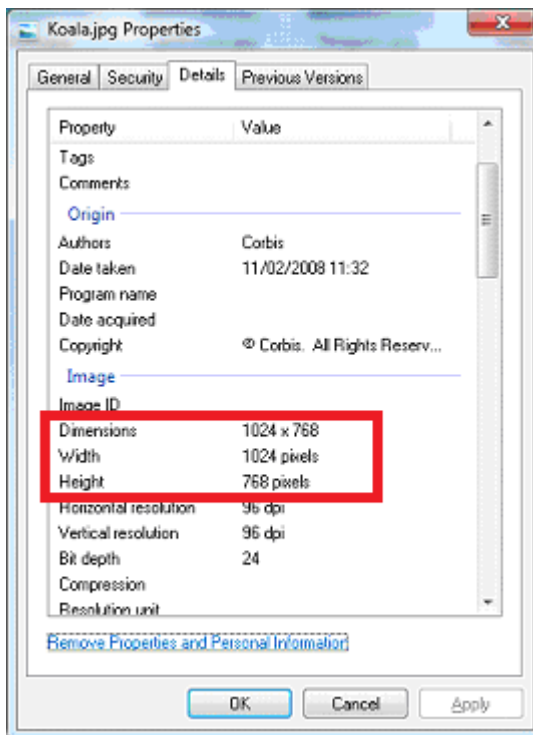 Koala.jpg Properties
General Security Details Previous Versions
Property Value
Tags
Comments
Origin
Authors Corbis
Date taken 11/02/2008 11:32
Program name
Date acquired
Copyright © Corbis. All Rights Reserv...
Image
Image ID
Dimensions 1024 x 768
Width 1024 pixels
Height 768 pixels
Horizontal resolution 96 dpi
Vertical resolution 96 dpi
Bit depth 24
Compression
Resolution unit
Remove Properties and Personal Information
OK Cancel Apply